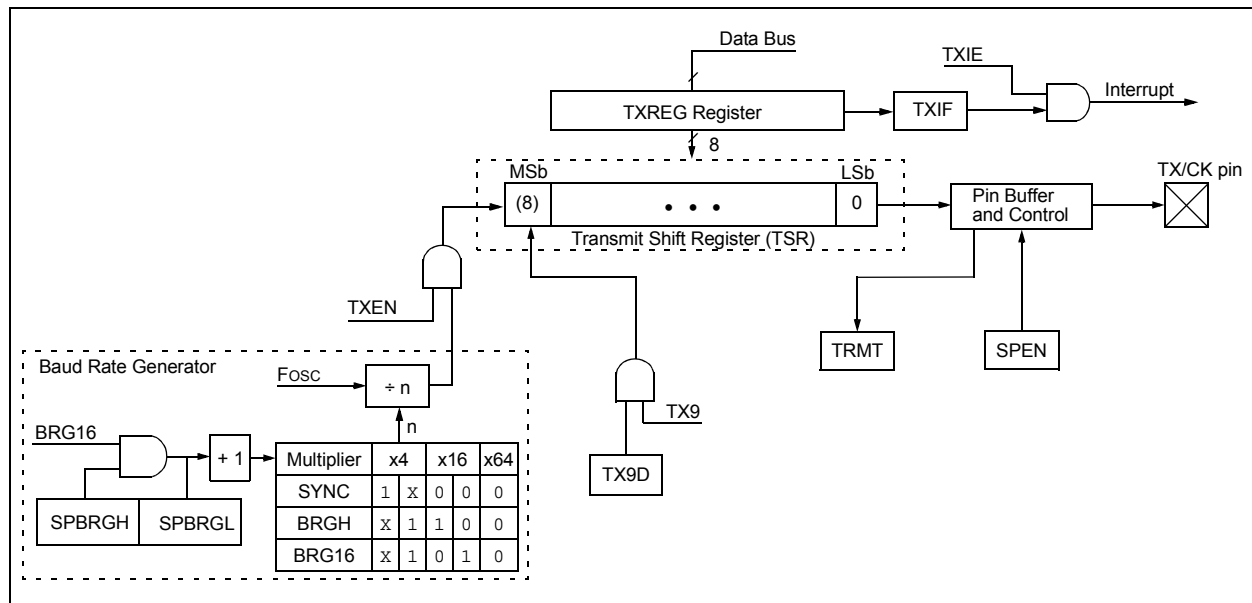 Data Bus
TXIE
Interrupt
TXREG Register
TXIF
8
MSb
LSb
TX/CK pin
(8)
• • •
0
Pin Buffer
and Control
Transmit Shift Register (TSR)
TXEN
TRMT
SPEN
Baud Rate Generator
FOSC
÷ n
TX9
n
BRG16
+ 1
Multiplier x4 x16 x64
TX9D
SYNC 1 X 0 0 0
SPBRGH SPBRGL
BRGH X 1 1 0 0
BRG16 X 1 0 1 0